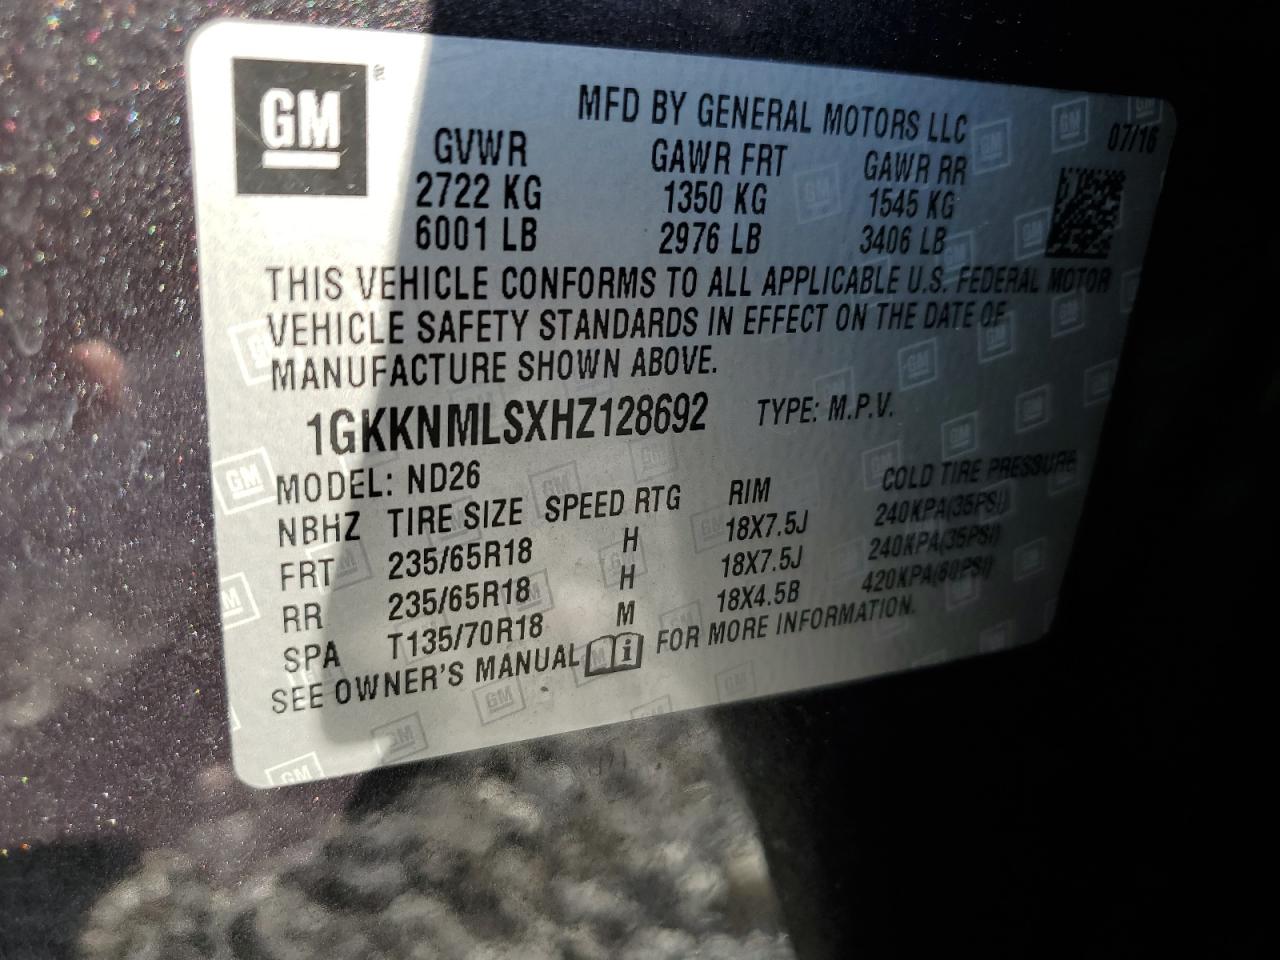 GM ®
MFD BY GENERAL MOTORS LLC 07/16
GVWR GAWR FRT GAWR RR
2722 KG 1350 KG 1545 KG
6001 LB 2976 LB 3406 LB
THIS VEHICLE CONFORMS TO ALL APPLICABLE U.S. FEDERAL MOTOR
VEHICLE SAFETY STANDARDS IN EFFECT ON THE DATE OF
MANUFACTURE SHOWN ABOVE.
1GKKNMLSXHZ128692 TYPE: M.P.V.
MODEL: ND26
NBHZ TIRE SIZE SPEED RTG RIM COLD TIRE PRESSURE
FRT 235/65R18 H 18X7.5J 240KPA(35PSI)
RR 235/65R18 H 18X7.5J 240KPA(35PSI)
SPA T135/70R18 M 18X4.5B 420KPA(60PSI)
SEE OWNER'S MANUAL FOR MORE INFORMATION.